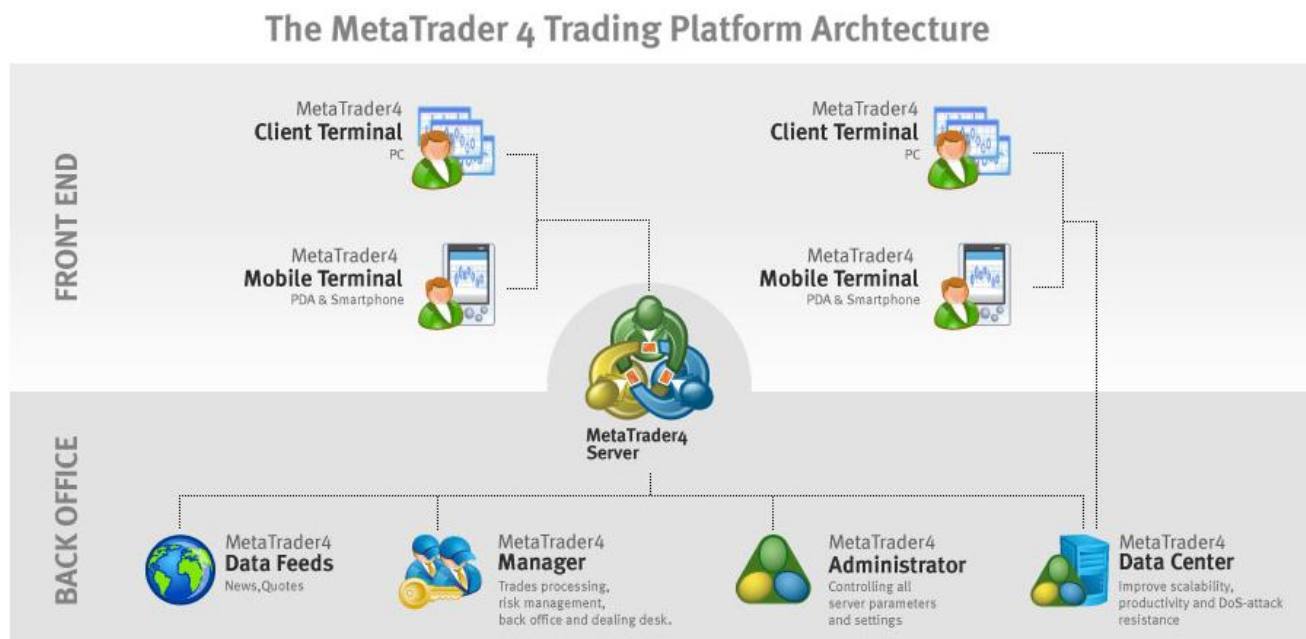 The MetaTrader 4 Trading Platform Archtecture
FRONT END
MetaTrader4
Client Terminal
PC
MetaTrader4
Mobile Terminal
PDA & Smartphone
MetaTrader4
Client Terminal
PC
MetaTrader4
Mobile Terminal
PDA & Smartphone
MetaTrader4
Server
BACK OFFICE
MetaTrader4
Data Feeds
News,Quotes
MetaTrader4
Manager
Trades processing,
risk management,
back office and dealing desk.
MetaTrader4
Administrator
Controlling all
server parameters
and settings
MetaTrader4
Data Center
Improve scalability,
productivity and DoS-attack
resistance